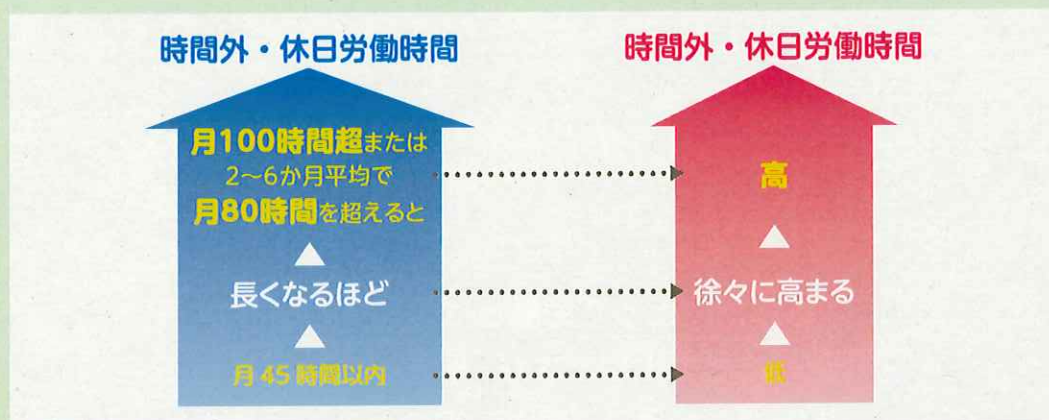 時間外・休日労働時間
月100時間超または
2～6か月平均で
月80時間を超えると
長くなるほど
月45時間以内
時間外・休日労働時間
高
徐々に高まる
低